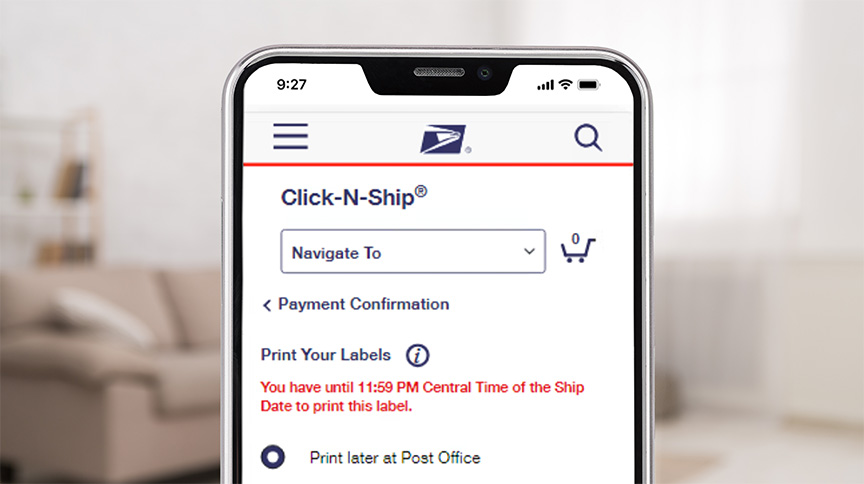 9:27
Click-N-Ship®
Navigate To
0
Payment Confirmation
Print Your Labels
You have until 11:59 PM Central Time of the Ship
Date to print this label.
Print later at Post Office